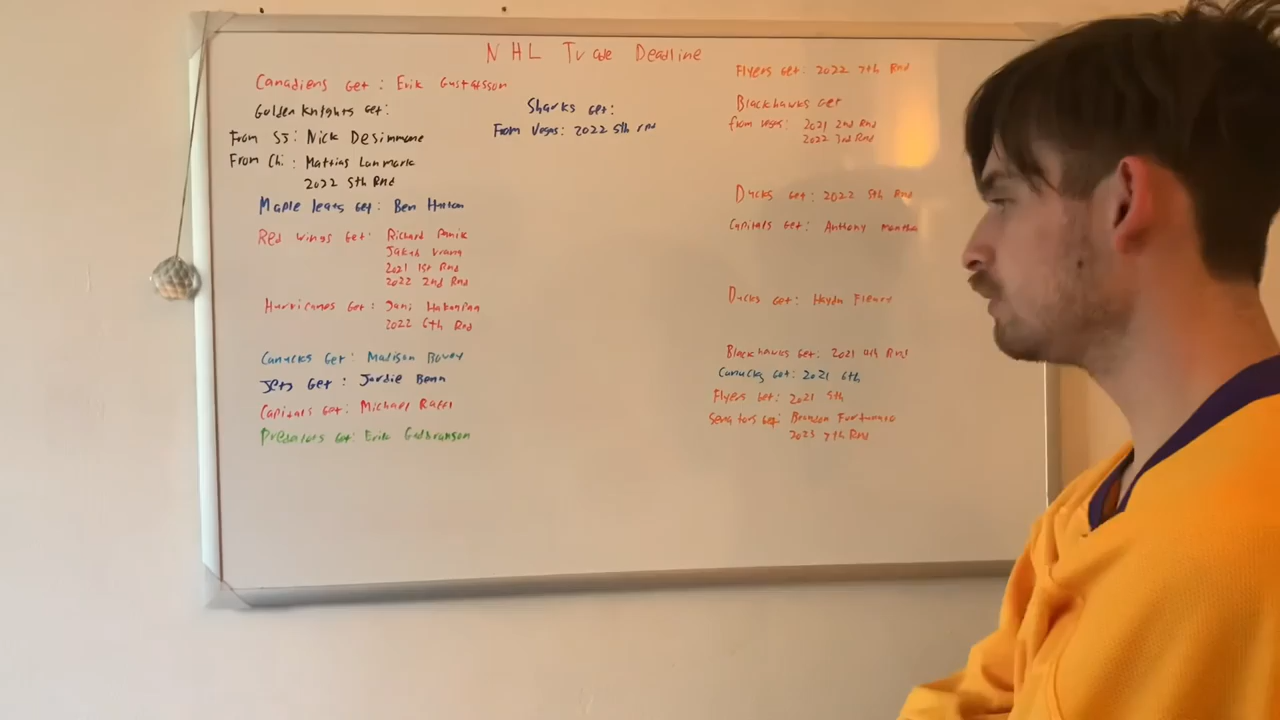 NHL Trade Deadline
Canadiens Get: Erik Gustafsson
Flyers Get: 2022 7th Rnd
Golden Knights Get:
Sharks Get:
Blackhawks Get
From SJ: Nick DeSimmone
From Vegas: 2022 5th rnd
from vegas: 2021 2nd Rnd
2022 3rd Rnd
From Chi: Mattias Lanmark
2022 5th Rnd
Maple leafs Get: Ben Hutton
Ducks Get: 2022 5th Rnd
Red Wings Get: Richard Panik
Jakub Vrana
2021 1st Rnd
2022 2nd Rnd
Capitals Get: Anthony mantha
Hurricanes Get: Jani Hakanpaa
2022 6th Rnd
Ducks Get: Haydn Fleury
Canucks Get: Madison Bowey
Blackhawks Get: 2021 4th Rnd
Jets Get: Jordie Benn
Canucks Get: 2021 6th
Capitals Get: Michael Raffl
Flyers Get: 2021 5th
Predators Get: Erik Gudbranson
Senators Get: Brandon Fortunato
2023 7th Rnd